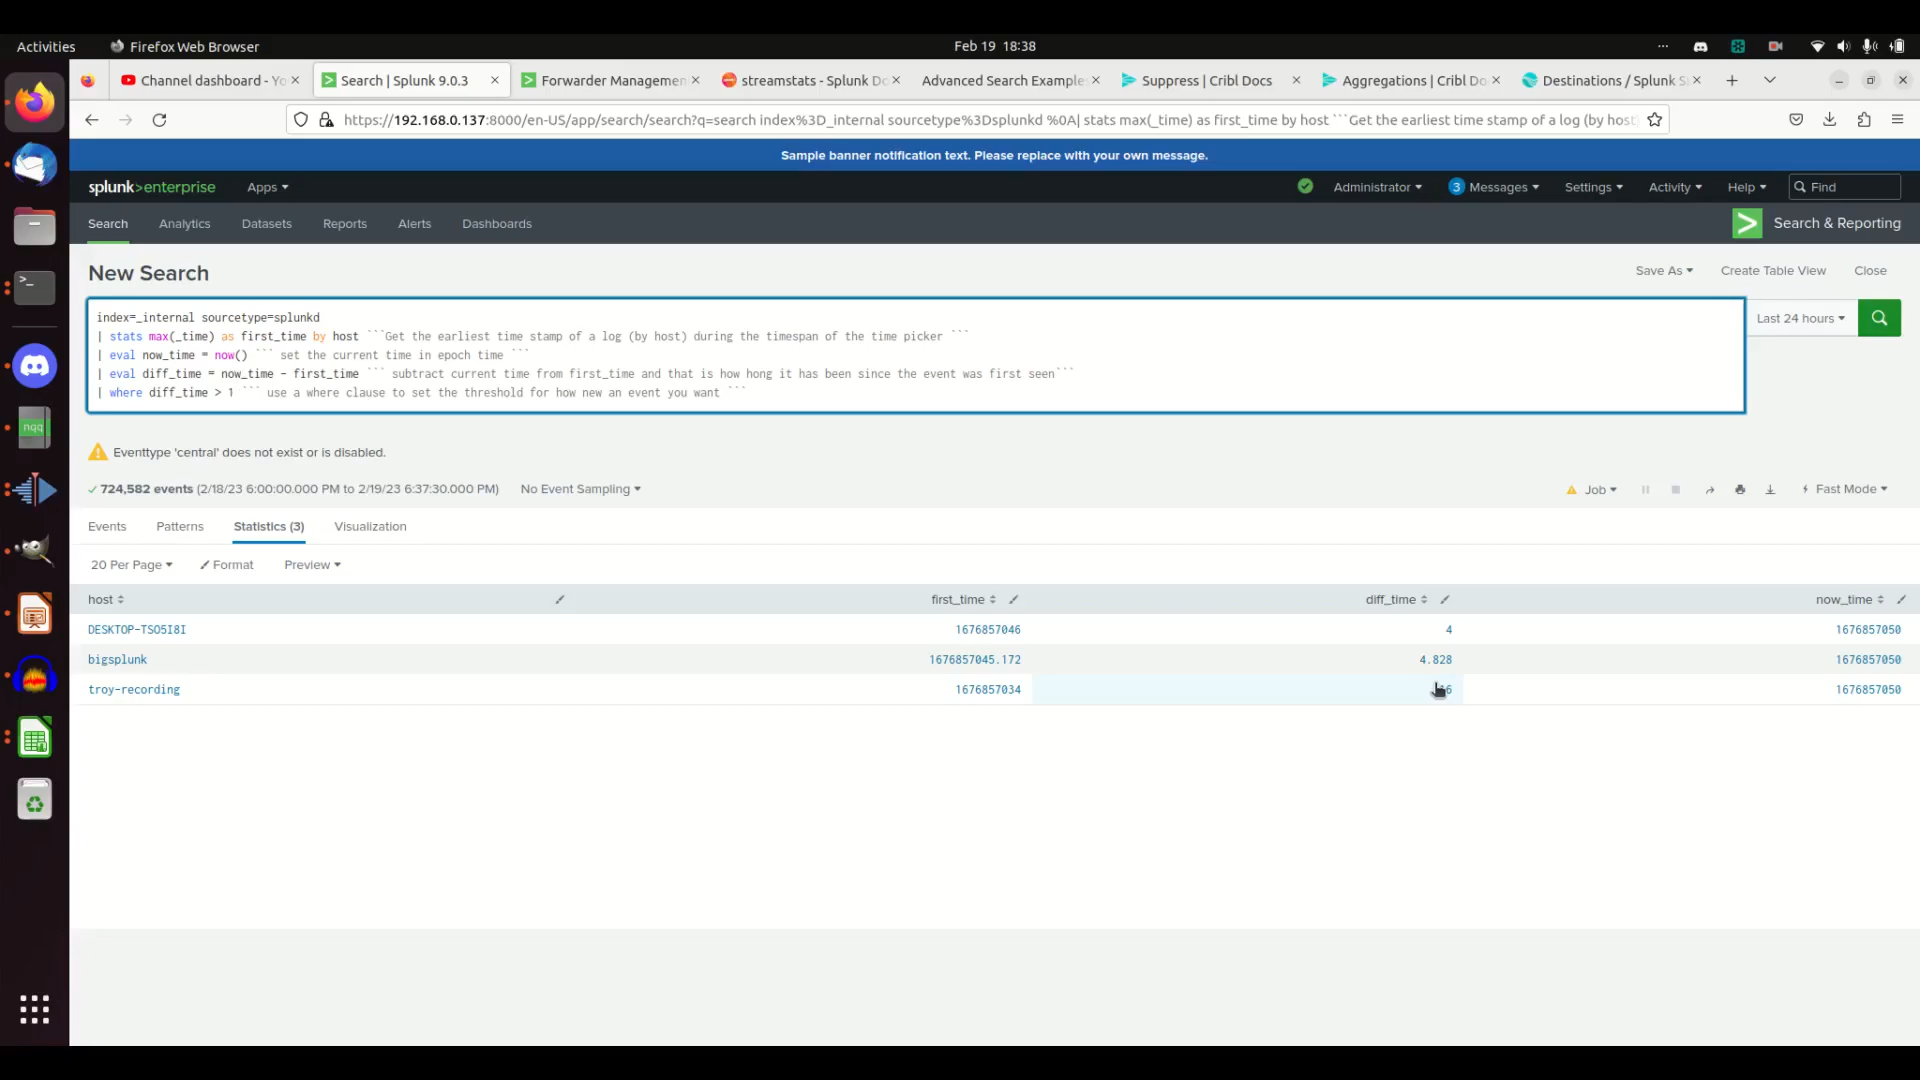 Activities
Firefox Web Browser
Feb 19 18:38
Channel dashboard - Yo
Search | Splunk 9.0.3
Forwarder Managemen
streamstats - Splunk Do
Advanced Search Example
Suppress | Cribl Docs
Aggregations | Cribl Do
Destinations / Splunk S
https://192.168.0.137:8000/en-US/app/search/search?q=search index%3D_internal sourcetype%3Dsplunkd %0A| stats max(_time) as first_time by host ```Get the earliest time stamp of a log (by host)
Sample banner notification text. Please replace with your own message.
splunk>enterprise
Apps
Administrator
3 Messages
Settings
Activity
Help
Find
Search
Analytics
Datasets
Reports
Alerts
Dashboards
Search & Reporting
New Search
Save As
Create Table View
Close
index=_internal sourcetype=splunkd
| stats max(_time) as first_time by host ```Get the earliest time stamp of a log (by host) during the timespan of the time picker ```
| eval now_time = now() ``` set the current time in epoch time ```
| eval diff_time = now_time - first_time ``` subtract current time from first_time and that is how hong it has been since the event was first seen```
| where diff_time > 1 ``` use a where clause to set the threshold for how new an event you want ```
Last 24 hours
Eventtype 'central' does not exist or is disabled.
724,582 events (2/18/23 6:00:00.000 PM to 2/19/23 6:37:30.000 PM)
No Event Sampling
Job
Fast Mode
Events
Patterns
Statistics (3)
Visualization
20 Per Page
Format
Preview
host
first_time
diff_time
now_time
DESKTOP-TSO5I8I
1676857046
4
1676857050
bigsplunk
1676857045.172
4.828
1676857050
troy-recording
1676857034
1676857050
nqq